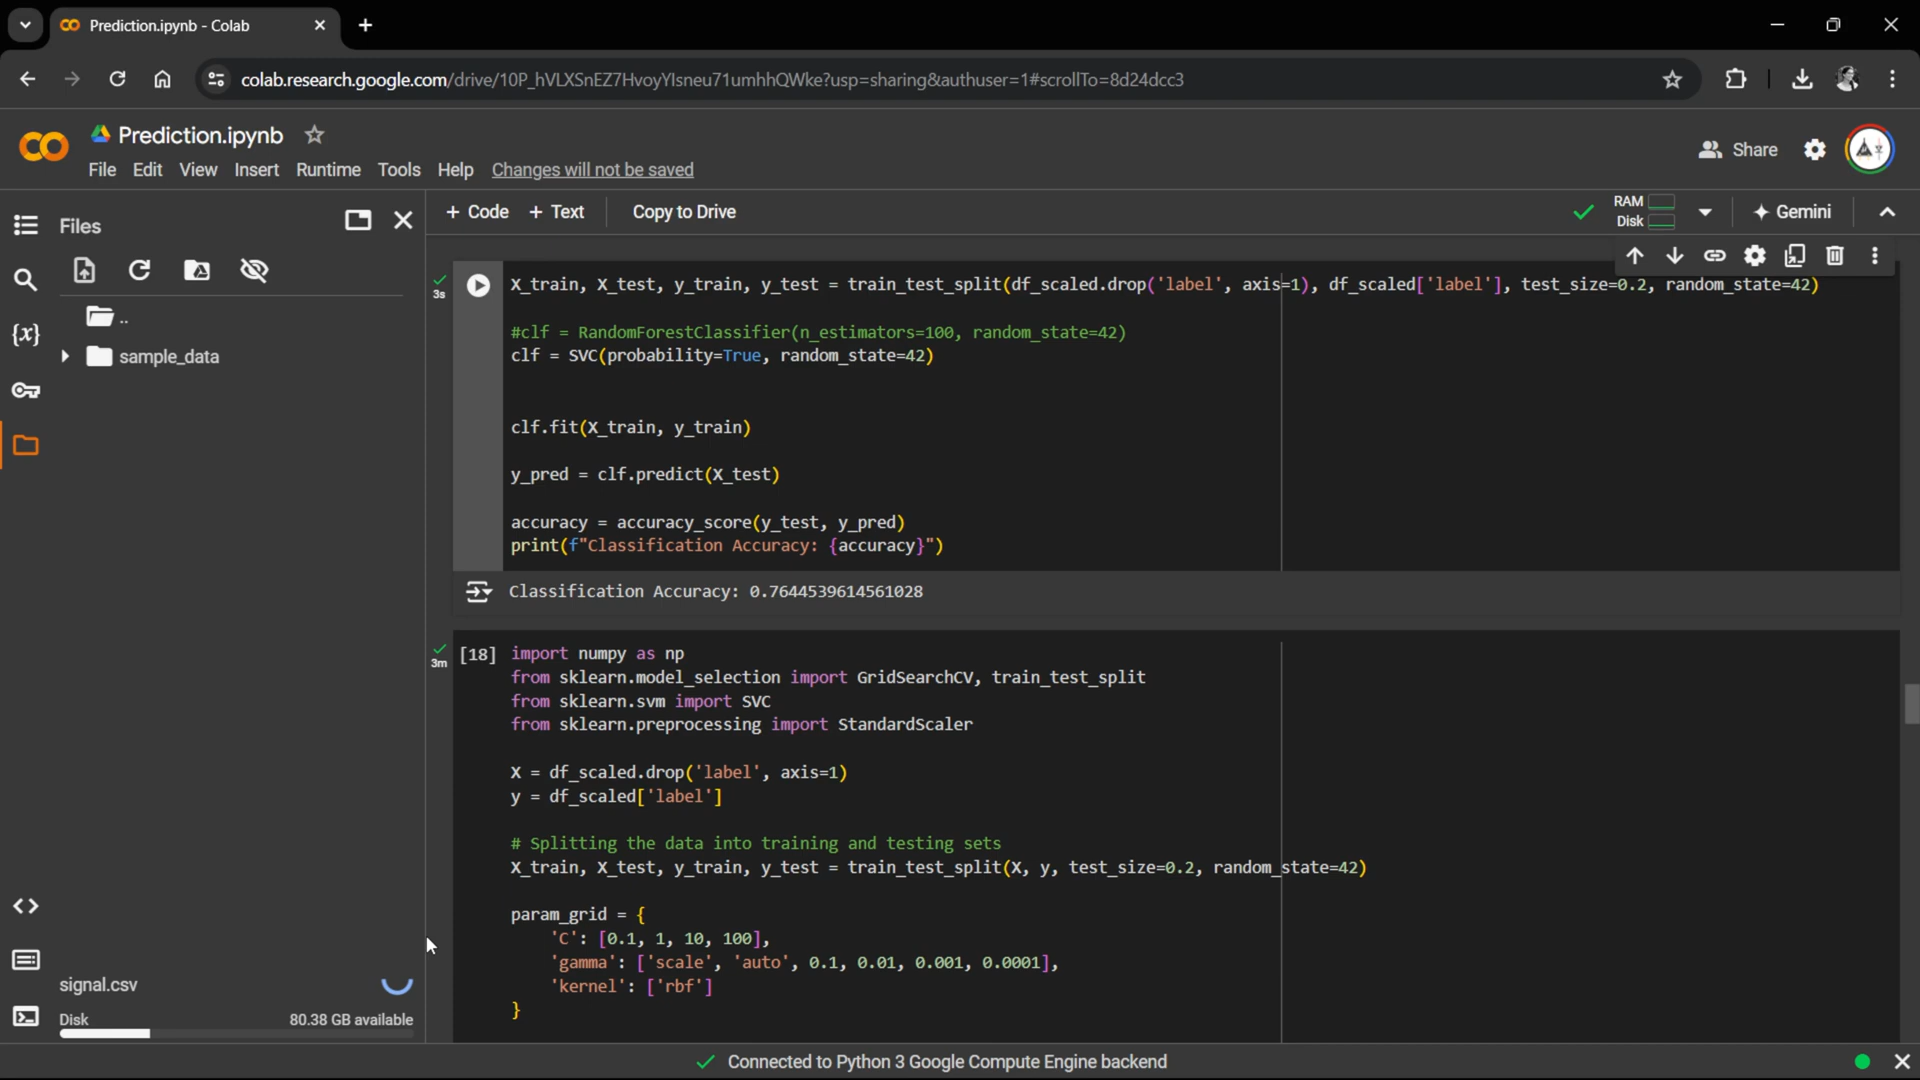 Prediction.ipynb - Colab
colab.research.google.com/drive/10P_hVLXSnEZ7HvoyYIsneu71umhhQWke?usp=sharing&authuser=1#scrollTo=8d24dcc3
Prediction.ipynb
File Edit View Insert Runtime Tools Help Changes will not be saved
Share
Files
+ Code + Text Copy to Drive
RAM
Disk
Gemini
..
sample_data
{x}
signal.csv
Disk 80.38 GB available
3s
X_train, X_test, y_train, y_test = train_test_split(df_scaled.drop('label', axis=1), df_scaled['label'], test_size=0.2, random_state=42)
#clf = RandomForestClassifier(n_estimators=100, random_state=42)
clf = SVC(probability=True, random_state=42)
clf.fit(X_train, y_train)
y_pred = clf.predict(X_test)
accuracy = accuracy_score(y_test, y_pred)
print(f"Classification Accuracy: {accuracy}")
Classification Accuracy: 0.7644539614561028
3m
[18] import numpy as np
from sklearn.model_selection import GridSearchCV, train_test_split
from sklearn.svm import SVC
from sklearn.preprocessing import StandardScaler
X = df_scaled.drop('label', axis=1)
y = df_scaled['label']
# Splitting the data into training and testing sets
X_train, X_test, y_train, y_test = train_test_split(X, y, test_size=0.2, random_state=42)
param_grid = {
'C': [0.1, 1, 10, 100],
'gamma': ['scale', 'auto', 0.1, 0.01, 0.001, 0.0001],
'kernel': ['rbf']
}
Connected to Python 3 Google Compute Engine backend